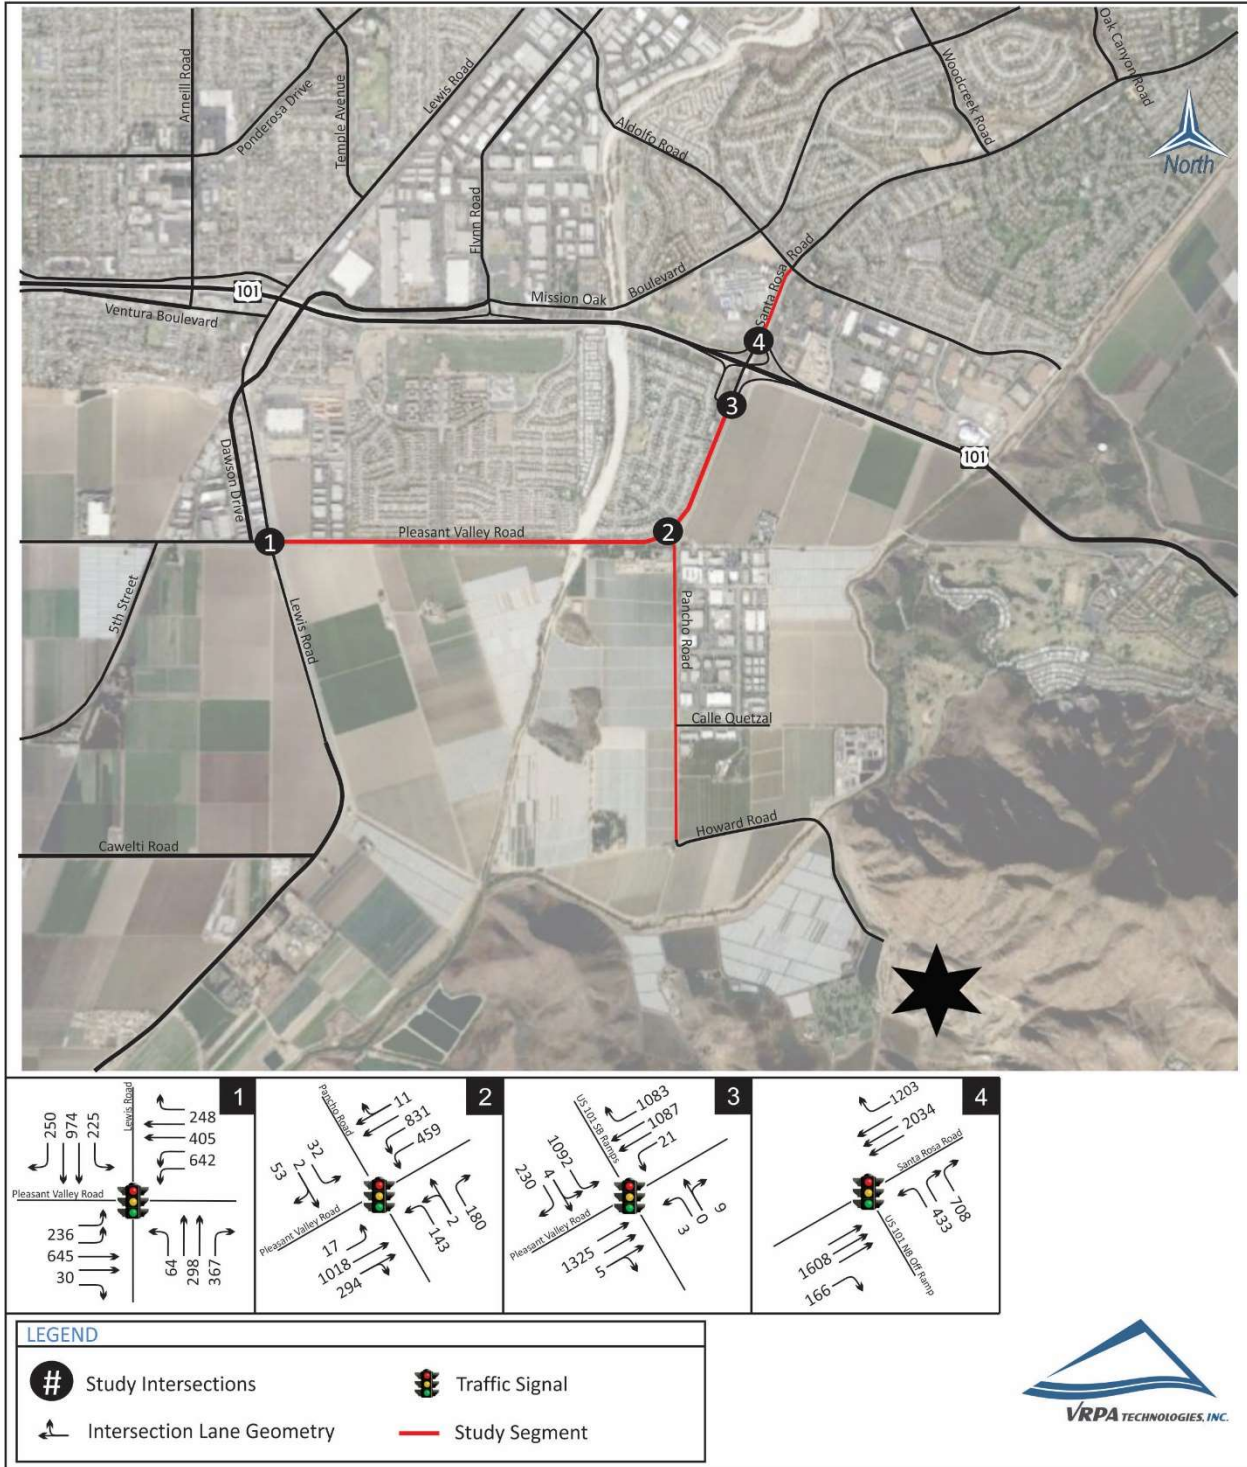 Arneill Road
Ponderosa Drive
Temple Avenue
Lewis Road
Flynn Road
Aldolfo Road
Woodcreek Road
Oak Canyon Road
North
101
Ventura Boulevard
Mission Oak
Boulevard
Santa Rosa Road
4
3
101
Dawson Drive
Pleasant Valley Road
1
2
5th Street
Lewis Road
Pancho Road
Calle Quetzal
Howard Road
Cawelti Road
1
Lewis Road
250
974
225
248
405
642
Pleasant Valley Road
236
645
30
64
298
367
2
Pancho Road
11
831
459
32
2
53
Pleasant Valley Road
17
1018
294
143
2
180
3
US 101 SB Ramps
1083
1087
21
1092
4
230
Pleasant Valley Road
1325
5
3
0
9
4
1203
2034
Santa Rosa Road
708
433
1608
166
US 101 NB Off Ramp
LEGEND
# Study Intersections
Traffic Signal
Intersection Lane Geometry
Study Segment
VRPA TECHNOLOGIES, INC.